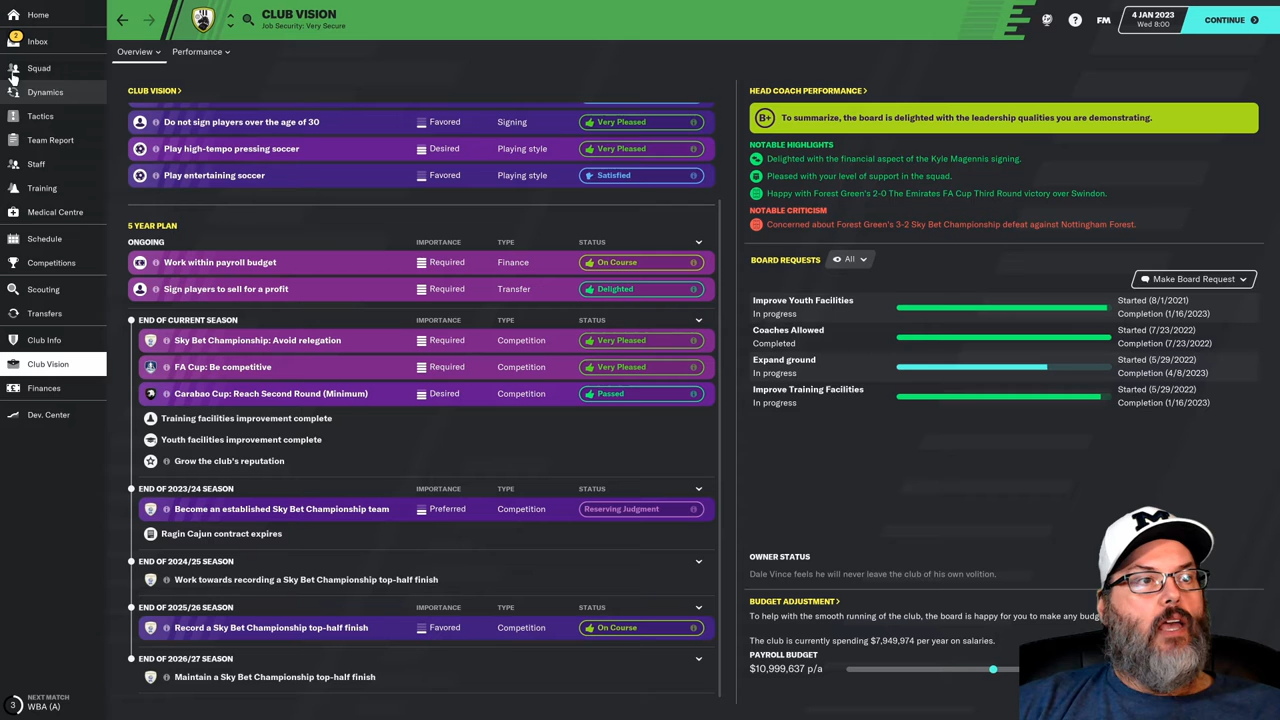 Home
CLUB VISION
Job Security: Very Secure
FM
4 JAN 2023
Wed 8:00
CONTINUE
2
Inbox
Squad
Dynamics
Tactics
Team Report
Staff
Training
Medical Centre
Schedule
Competitions
Scouting
Transfers
Club Info
Club Vision
Finances
Dev. Center
3
NEXT MATCH
WBA (A)
Overview
Performance
CLUB VISION >
Do not sign players over the age of 30 Favored Signing Very Pleased
Play high-tempo pressing soccer Desired Playing style Very Pleased
Play entertaining soccer Favored Playing style Satisfied
5 YEAR PLAN
ONGOING IMPORTANCE TYPE STATUS
Work within payroll budget Required Finance On Course
Sign players to sell for a profit Required Transfer Delighted
END OF CURRENT SEASON IMPORTANCE TYPE STATUS
Sky Bet Championship: Avoid relegation Required Competition Very Pleased
FA Cup: Be competitive Required Competition Very Pleased
Carabao Cup: Reach Second Round (Minimum) Desired Competition Passed
Training facilities improvement complete
Youth facilities improvement complete
Grow the club's reputation
END OF 2023/24 SEASON IMPORTANCE TYPE STATUS
Become an established Sky Bet Championship team Preferred Competition Reserving Judgment
Ragin Cajun contract expires
END OF 2024/25 SEASON
Work towards recording a Sky Bet Championship top-half finish
END OF 2025/26 SEASON IMPORTANCE TYPE STATUS
Record a Sky Bet Championship top-half finish Favored Competition On Course
END OF 2026/27 SEASON
Maintain a Sky Bet Championship top-half finish
HEAD COACH PERFORMANCE >
B+ To summarize, the board is delighted with the leadership qualities you are demonstrating.
NOTABLE HIGHLIGHTS
Delighted with the financial aspect of the Kyle Magennis signing.
Pleased with your level of support in the squad.
Happy with Forest Green's 2-0 The Emirates FA Cup Third Round victory over Swindon.
NOTABLE CRITICISM
Concerned about Forest Green's 3-2 Sky Bet Championship defeat against Nottingham Forest.
BOARD REQUESTS All
Make Board Request
Improve Youth Facilities Started (8/1/2021)
In progress Completion (1/16/2023)
Coaches Allowed Started (7/23/2022)
Completed Completion (7/23/2022)
Expand ground Started (5/29/2022)
In progress Completion (4/8/2023)
Improve Training Facilities Started (5/29/2022)
In progress Completion (1/16/2023)
OWNER STATUS
Dale Vince feels he will never leave the club of his own volition.
BUDGET ADJUSTMENT >
To help with the smooth running of the club, the board is happy for you to make any
The club is currently spending $7,949,974 per year on salaries.
PAYROLL BUDGET
$10,999,637 p/a
M